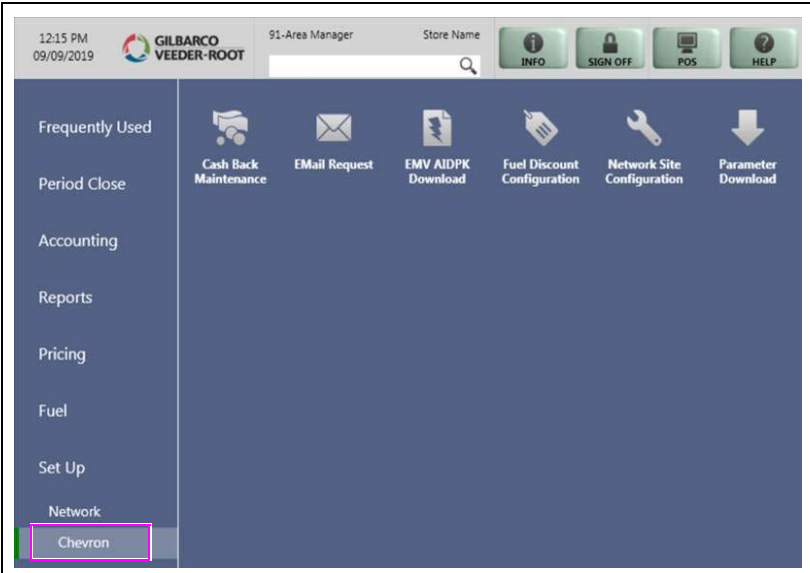 12:15 PM
09/09/2019
GILBARCO
VEEDER-ROOT
91-Area Manager
Store Name
INFO
SIGN OFF
POS
HELP
Frequently Used
Period Close
Accounting
Reports
Pricing
Fuel
Set Up
Network
Chevron
Cash Back
Maintenance
EMail Request
EMV AIDPK
Download
Fuel Discount
Configuration
Network Site
Configuration
Parameter
Download